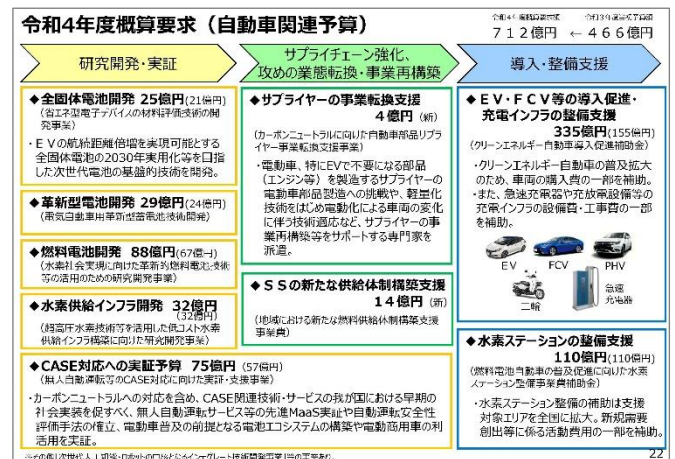 令和4年度概算要求（自動車関連予算）
令和4年度概算要求額 令和3年度当初予算額
712億円 ←466億円
研究開発・実証
◆全固体電池開発 25億円(21億円)
（省エネ型電子デバイスの材料評価技術の開
発事業）
・EVの航続距離倍増を実現可能とする
全固体電池の2030年実用化等を目指
した次世代電池の基盤的技術を開発。
◆革新型電池開発 29億円(24億円)
（電気自動車用革新型蓄電池技術開発）
◆燃料電池開発 88億円(67億円)
（水素社会実現に向けた革新的燃料電池技術
等の活用のための研究開発事業）
◆水素供給インフラ開発 32億円
(32億円)
（超高圧水素技術等を活用した低コスト水素
供給インフラ構築に向けた研究開発事業）
◆CASE対応への実証予算 75億円 (57億円)
（無人自動運転等のCASE対応に向けた実証・支援事業）
・カーボンニュートラルへの対応を含め、CASE関連技術・サービスの我が国における早期の
社会実装を促すべく、無人自動運転サービス等の先進MaaS実証や自動運転安全性
評価手法の確立、電動車普及の前提となる電池エコシステムの構築や電動商用車の利
活用を実証。
サプライチェーン強化、
攻めの業態転換・事業再構築
◆サプライヤーの事業転換支援
4億円（新）
（カーボンニュートラルに向けた自動車部品サプラ
イヤー事業転換支援事業）
・電動車、特にEVで不要になる部品
（エンジン等）を製造するサプライヤーの
電動車部品製造への挑戦や、軽量化
技術をはじめ電動化による車両の変化
に伴う技術適応など、サプライヤーの事
業再構築等をサポートする専門家を
派遣。
◆SSの新たな供給体制構築支援
14億円（新）
（地域における新たな燃料供給体制構築支援
事業費）
導入・整備支援
◆EV・FCV等の導入促進・
充電インフラの整備支援
335億円(155億円)
（クリーンエネルギー自動車導入促進補助金）
・クリーンエネルギー自動車の普及拡大
のため、車両の購入費の一部を補助。
・また、急速充電器や充放電設備等の
充電インフラの設備費・工事費の一部
を補助。
EV FCV PHV
二輪 急速
充電器
◆水素ステーションの整備支援
110億円(110億円)
（燃料電池自動車の普及促進に向けた水素
ステーション整備事業費補助金）
・水素ステーション整備の補助は支援
対象エリアを全国に拡大。新規需要
創出等に係る活動費用の一部を補助。
22